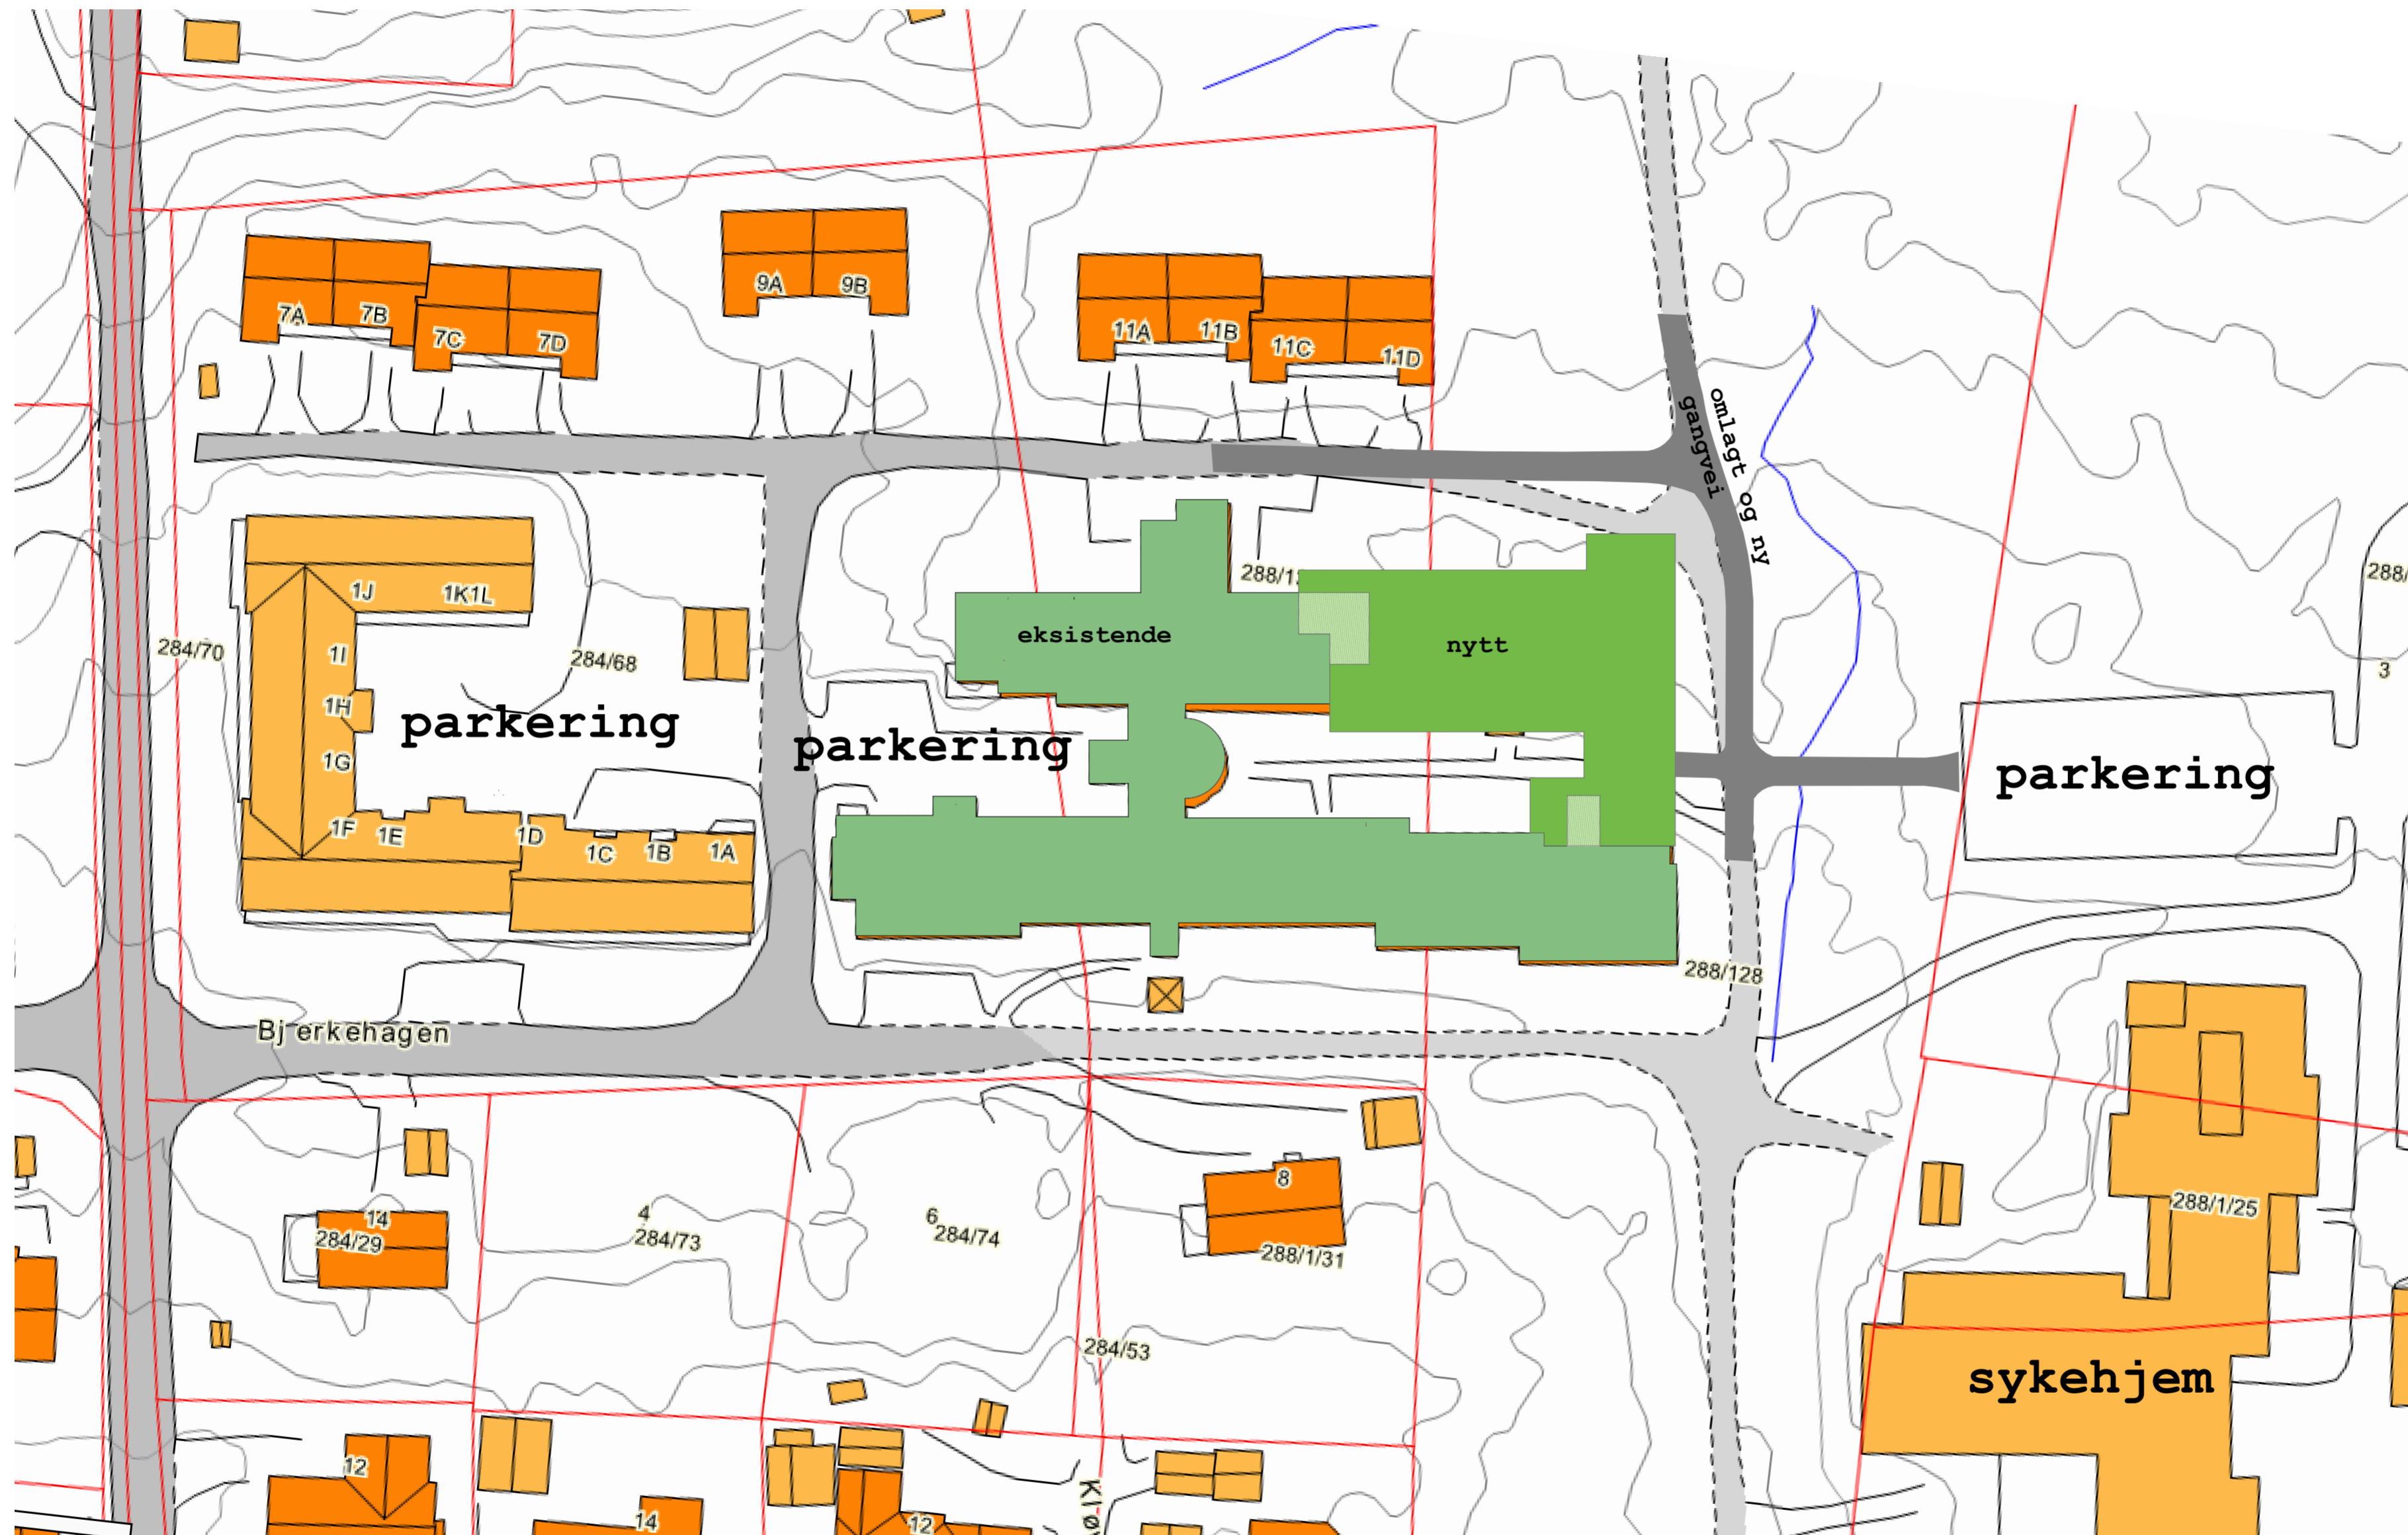 7A
7B
7C
7D
9A
9B
11A
11B
11C
11D
omlagt og ny
gangvei
288/1
288/
1J
1K1L
1I
284/70
284/68
eksistende
nytt
3
1H
parkering
parkering
parkering
1G
1F
1E
1D
1C
1B
1A
288/128
Bjerkehagen
288/1/25
14
284/29
4
284/73
6
284/74
8
288/1/31
284/53
sykehjem
12
14
12
Kløv